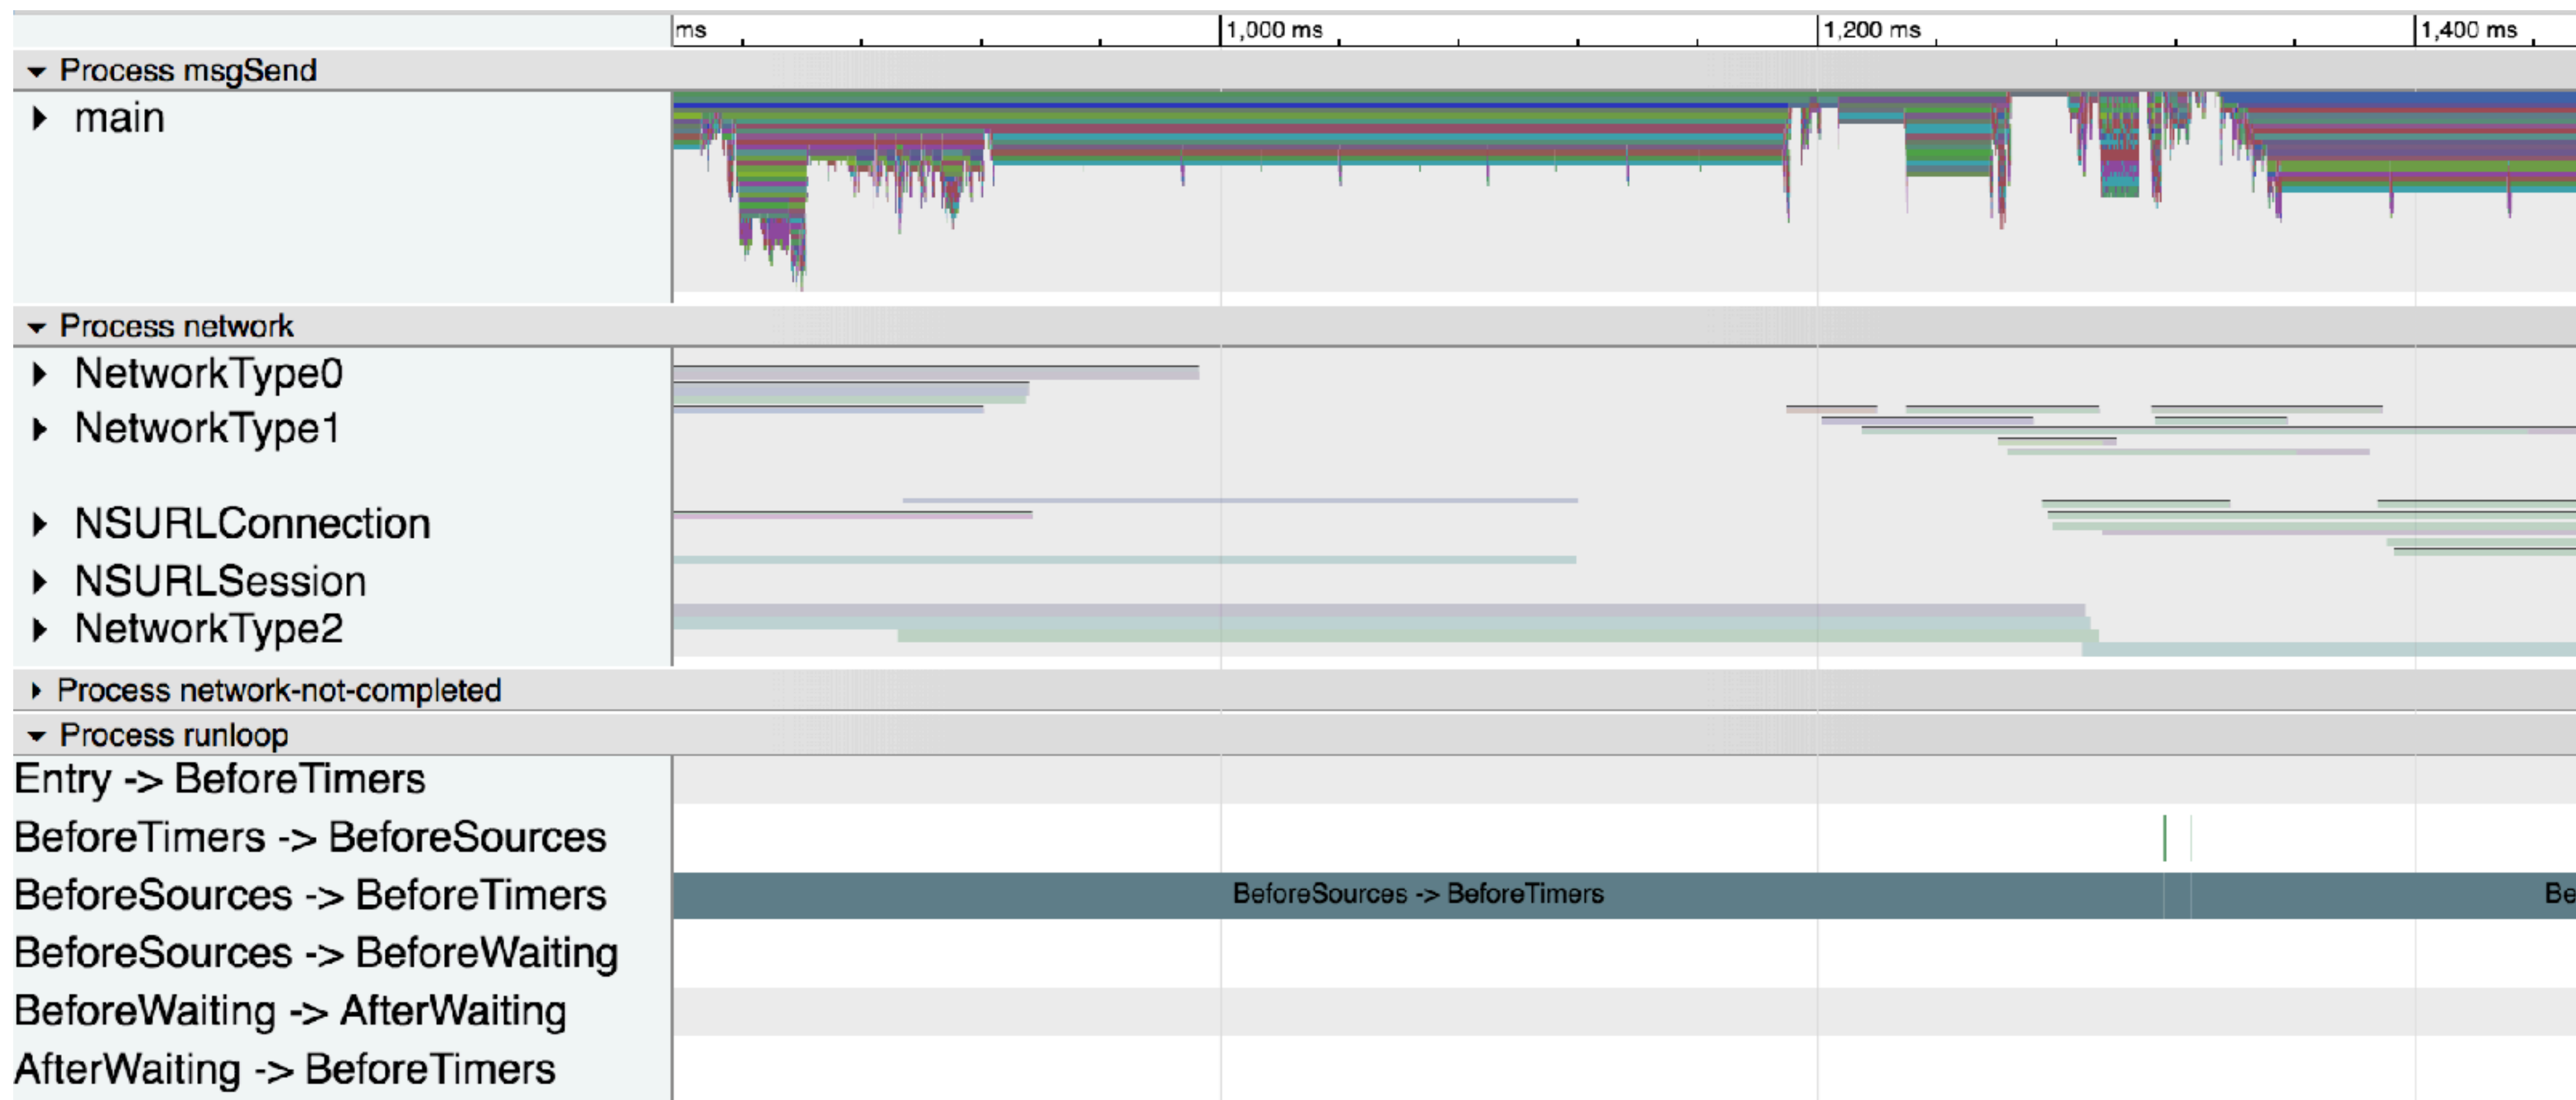 ms 1,000 ms 1,200 ms 1,400 ms
Process msgSend
main
Process network
NetworkType0
NetworkType1
NSURLConnection
NSURLSession
NetworkType2
Process network-not-completed
Process runloop
Entry -> BeforeTimers
BeforeTimers -> BeforeSources
BeforeSources -> BeforeTimers BeforeSources -> BeforeTimers Be
BeforeSources -> BeforeWaiting
BeforeWaiting -> AfterWaiting
AfterWaiting -> BeforeTimers